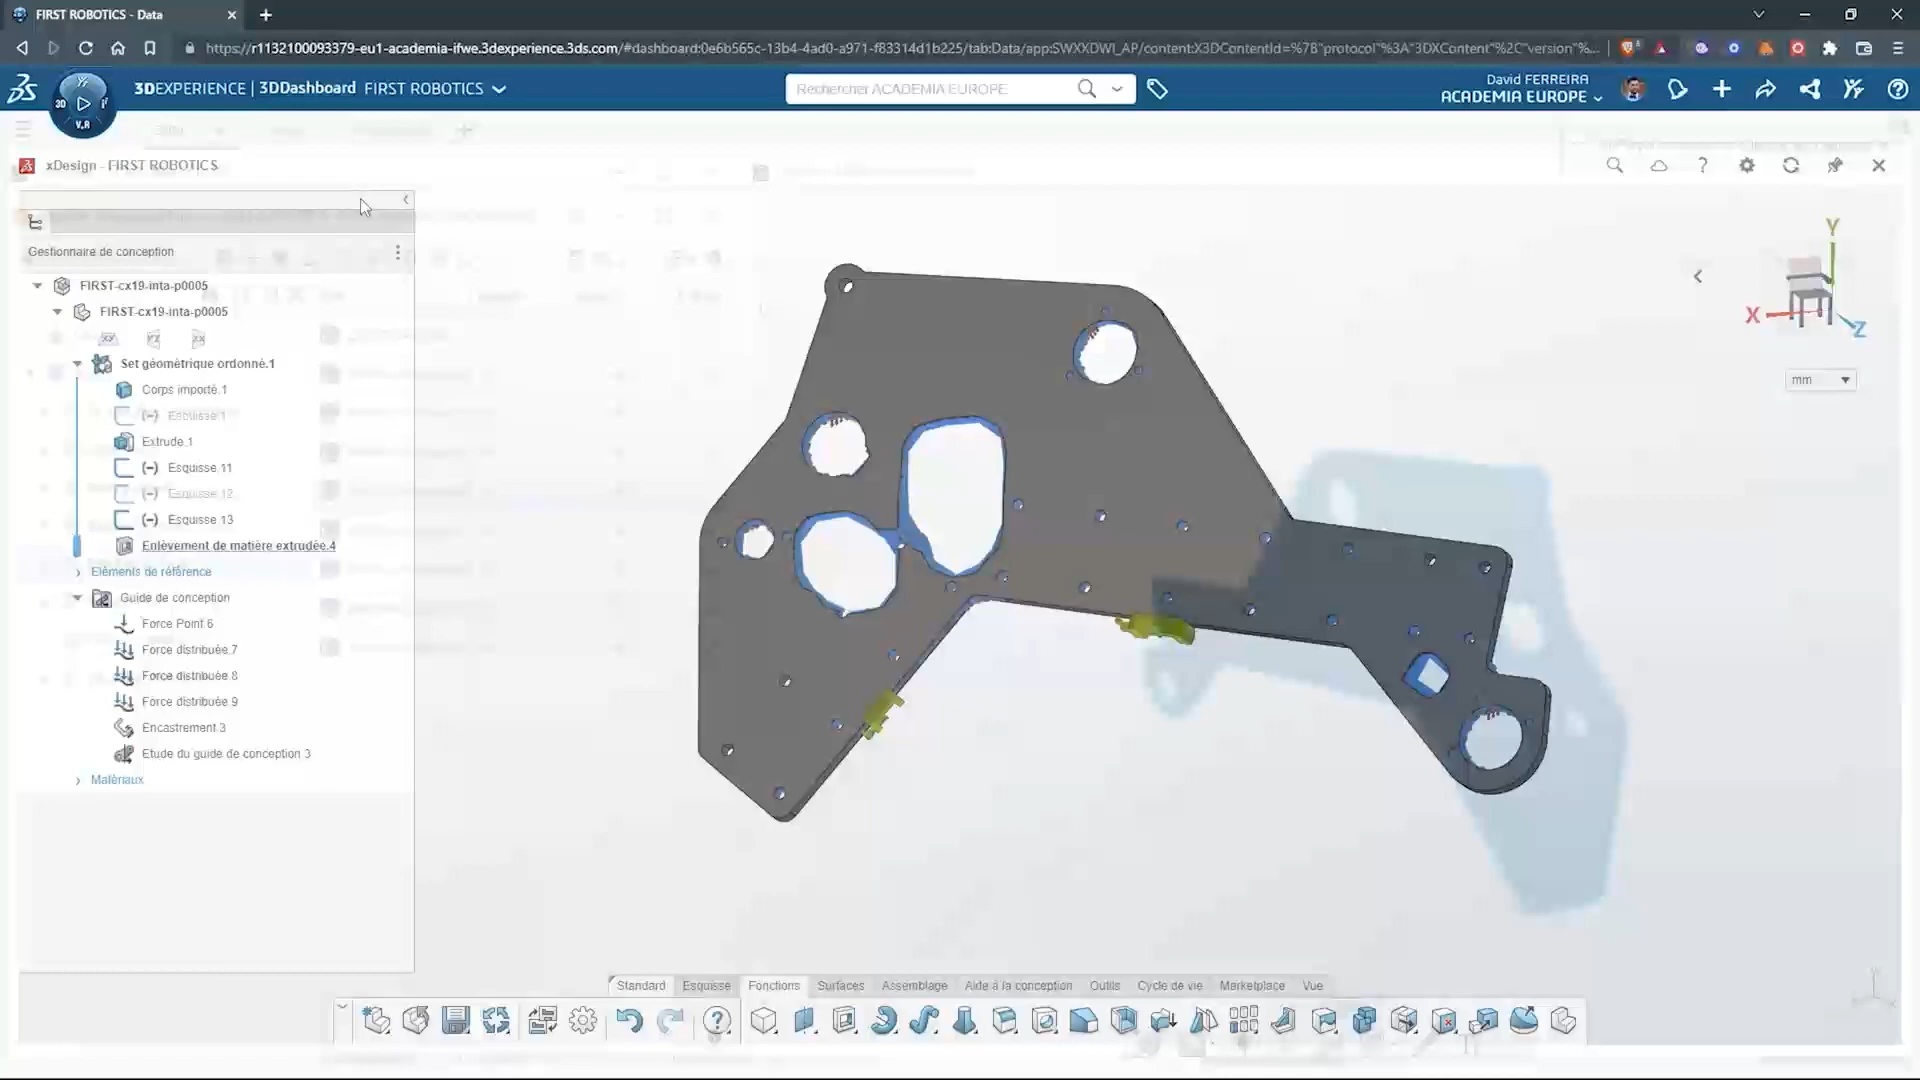 FIRST ROBOTICS - Data
https://r1132100093379-eu1-academia-ifwe.3dexperience.3ds.com/#dashboard:0e6b565c-13b4-4ad0-a971-f83314d1b225/tab:Data/app:SWXXDWI_AP/content:X3DContentId=%7B"protocol"%3A"3DXContent"%2C"version"%...
3DEXPERIENCE | 3DDashboard FIRST ROBOTICS
Rechercher ACADEMIA EUROPE
David FERREIRA
ACADEMIA EUROPE
3D
V,R
xDesign - FIRST ROBOTICS
Gestionnaire de conception
FIRST-cx19-inta-p0005
FIRST-cx19-inta-p0005
XY YZ ZX
Set géométrique ordonné.1
Corps importé.1
(-) Esquisse.1
Extrude.1
(-) Esquisse.11
(-) Esquisse.12
(-) Esquisse 13
Enlèvement de matière extrudée.4
Eléments de référence
Guide de conception
Force Point 6
Force distribuée.7
Force distribuée 8
Force distribuée 9
Encastrement 3
Etude du guide de conception 3
Matériaux
Y
X
Z
mm
Standard Esquisse Fonctions Surfaces Assemblage Aide à la conception Outils Cycle de vie Marketplace Vue